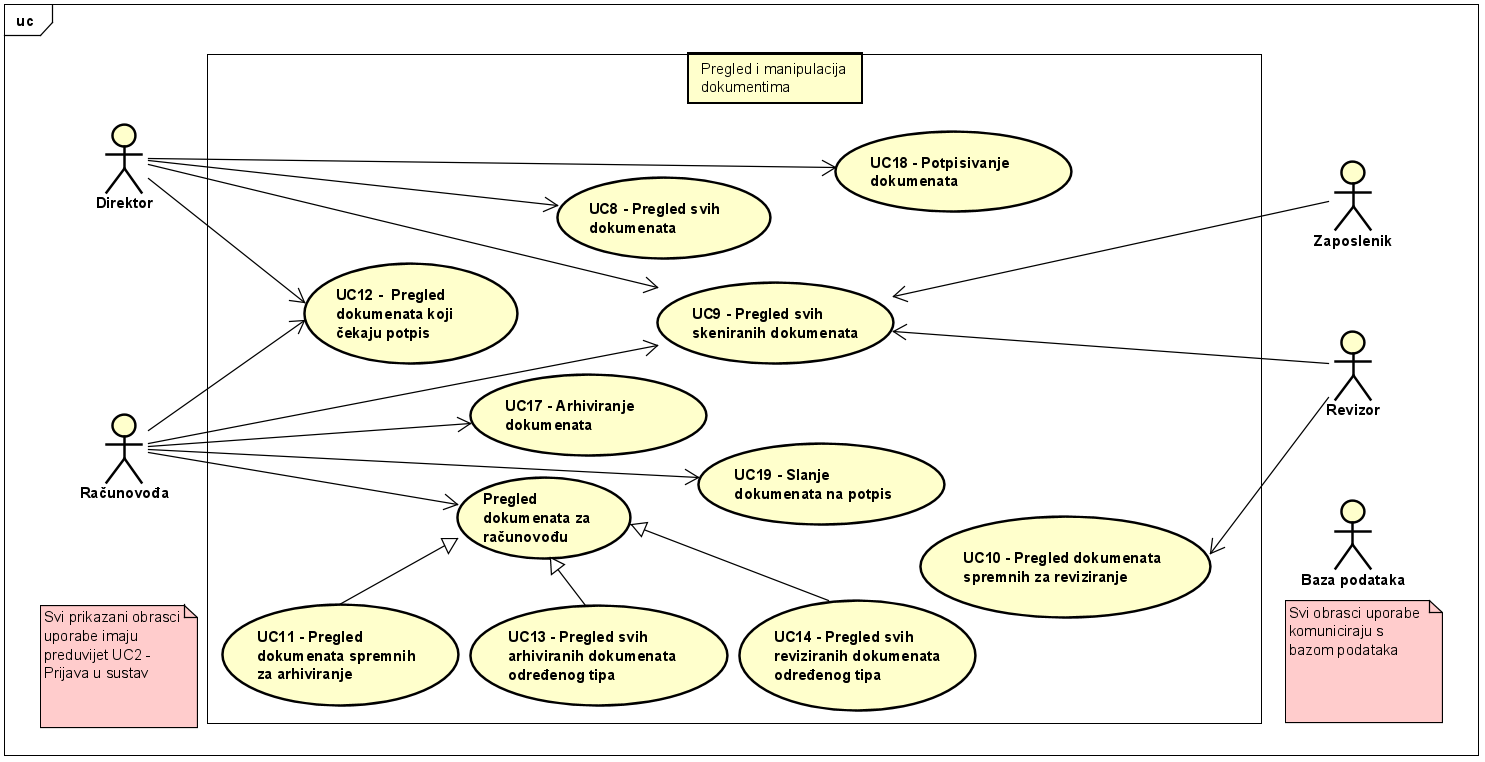 uc
Pregled i manipulacija
dokumentima
UC18 - Potpisivanje
dokumenata
Direktor
UC8 - Pregled svih
dokumenata
Zaposlenik
UC12 -  Pregled
dokumenata koji
čekaju potpis
UC9 - Pregled svih
skeniranih dokumenata
UC17 - Arhiviranje
dokumenata
Revizor
Računovođa
UC19 - Slanje
dokumenata na potpis
Pregled
dokumenata za
računovođu
UC10 - Pregled dokumenata
spremnih za reviziranje
Baza podataka
Svi prikazani obrasci
uporabe imaju
preduvijet UC2 -
Prijava u sustav
UC11 - Pregled
dokumenata spremnih
za arhiviranje
UC13 - Pregled svih
arhiviranih dokumenata
određenog tipa
UC14 - Pregled svih
reviziranih dokumenata
određenog tipa
Svi obrasci uporabe
komuniciraju s
bazom podataka